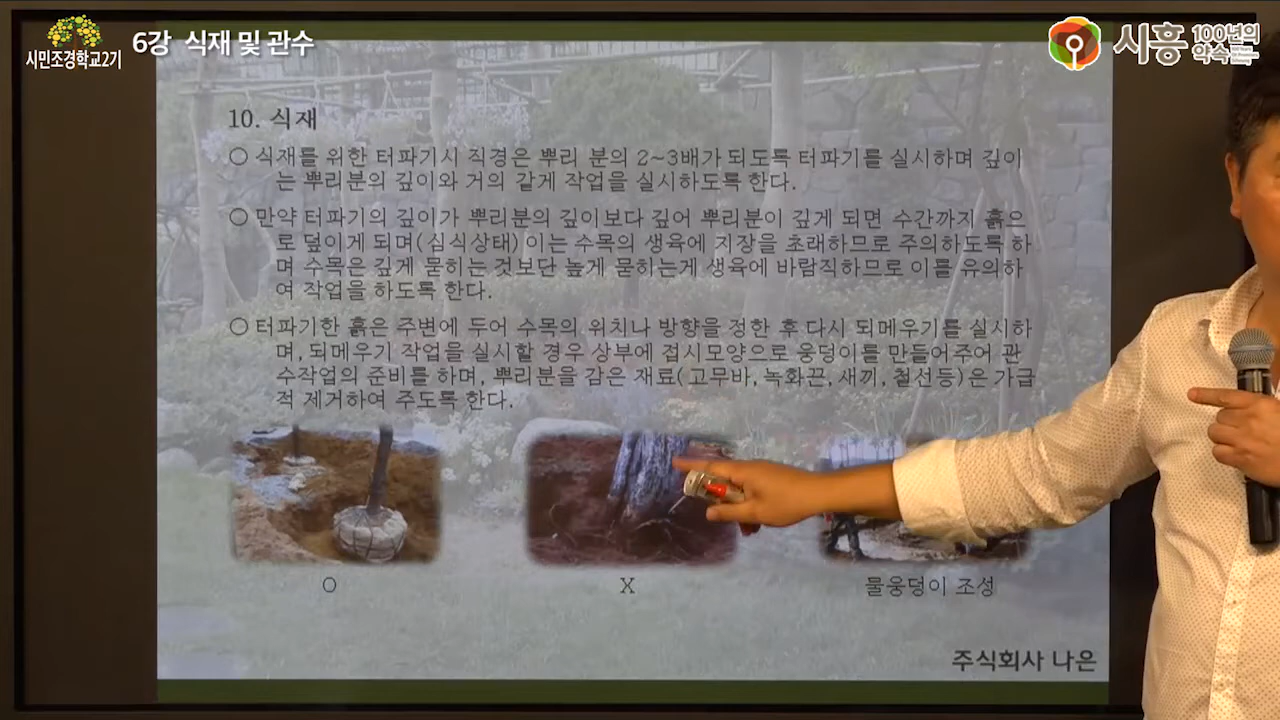 시민조경학교2기
6강 식재 및 관수
시흥
100년의
약속
10. 식재
○ 식재를 위한 터파기시 직경은 뿌리 분의 2~3배가 되도록 터파기를 실시하며 깊이
는 뿌리분의 깊이와 거의 같게 작업을 실시하도록 한다.
○ 만약 터파기의 깊이가 뿌리분의 깊이보다 깊어 뿌리분이 깊게 되면 수간까지 흙으
로 덮이게 되며(심식상태) 이는 수목의 생육에 지장을 초래하므로 주의하도록 하
며 수목은 깊게 묻히는 것보단 높게 묻히는게 생육에 바람직하므로 이를 유의하
여 작업을 하도록 한다.
○ 터파기한 흙은 주변에 두어 수목의 위치나 방향을 정한 후 다시 되메우기를 실시하
며, 되메우기 작업을 실시할 경우 상부에 접시모양으로 웅덩이를 만들어주어 관
수작업의 준비를 하며, 뿌리분을 감은 재료(고무바, 녹화끈, 새끼, 철선등)은 가급
적 제거하여 주도록 한다.
O
X
물웅덩이 조성
주식회사 나은